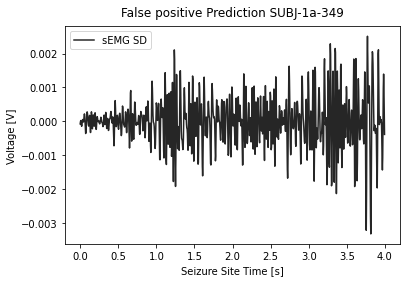 False positive Prediction SUBJ-1a-349
sEMG SD
Voltage [V]
0.002
0.001
0.000
−0.001
−0.002
−0.003
0.0 0.5 1.0 1.5 2.0 2.5 3.0 3.5 4.0
Seizure Site Time [s]